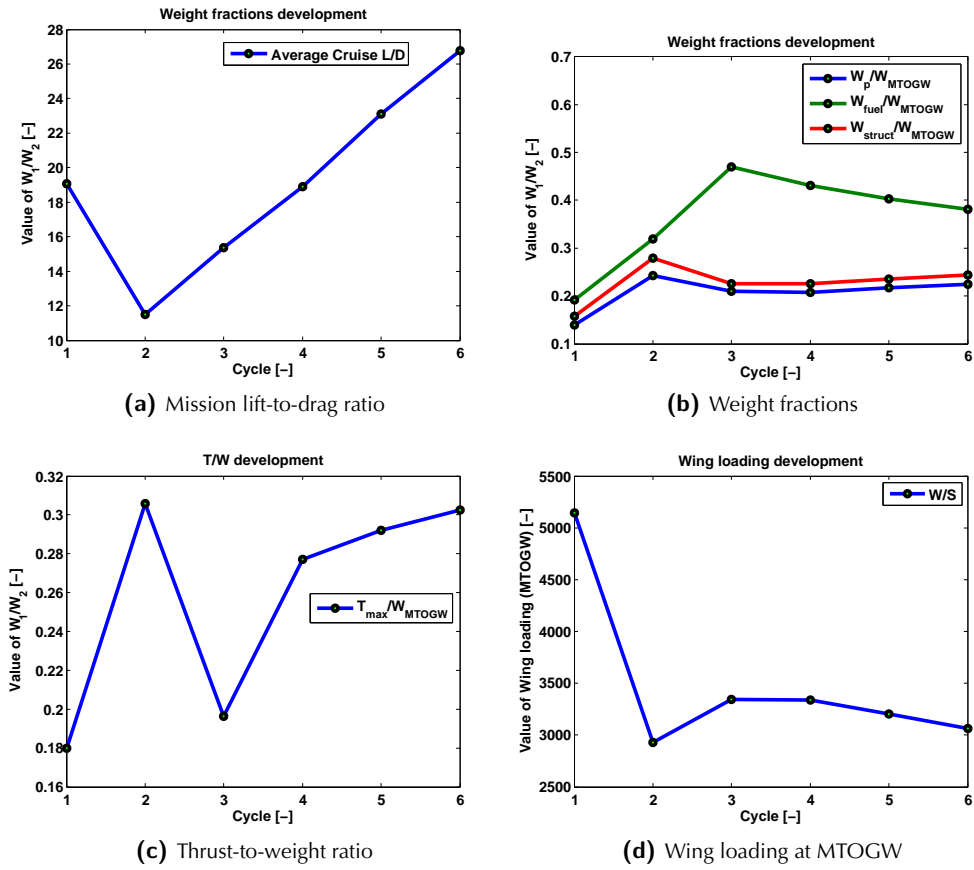 Weight fractions development
28
26
24
22
20
18
16
14
12
10
Value of W1/W2 [−]
Average Cruise L/D
1 2 3 4 5 6
Cycle [−]
(a) Mission lift-to-drag ratio
Weight fractions development
0.7
0.6
0.5
0.4
0.3
0.2
0.1
Value of W1/W2 [−]
Wp/WMTOGW
Wfuel/WMTOGW
Wstruct/WMTOGW
1 2 3 4 5 6
Cycle [−]
(b) Weight fractions
T/W development
0.32
0.3
0.28
0.26
0.24
0.22
0.2
0.18
0.16
Value of W1/W2 [−]
Tmax/WMTOGW
1 2 3 4 5 6
Cycle [−]
(c) Thrust-to-weight ratio
Wing loading development
5500
5000
4500
4000
3500
3000
2500
Value of Wing loading (MTOGW) [−]
W/S
1 2 3 4 5 6
Cycle [−]
(d) Wing loading at MTOGW